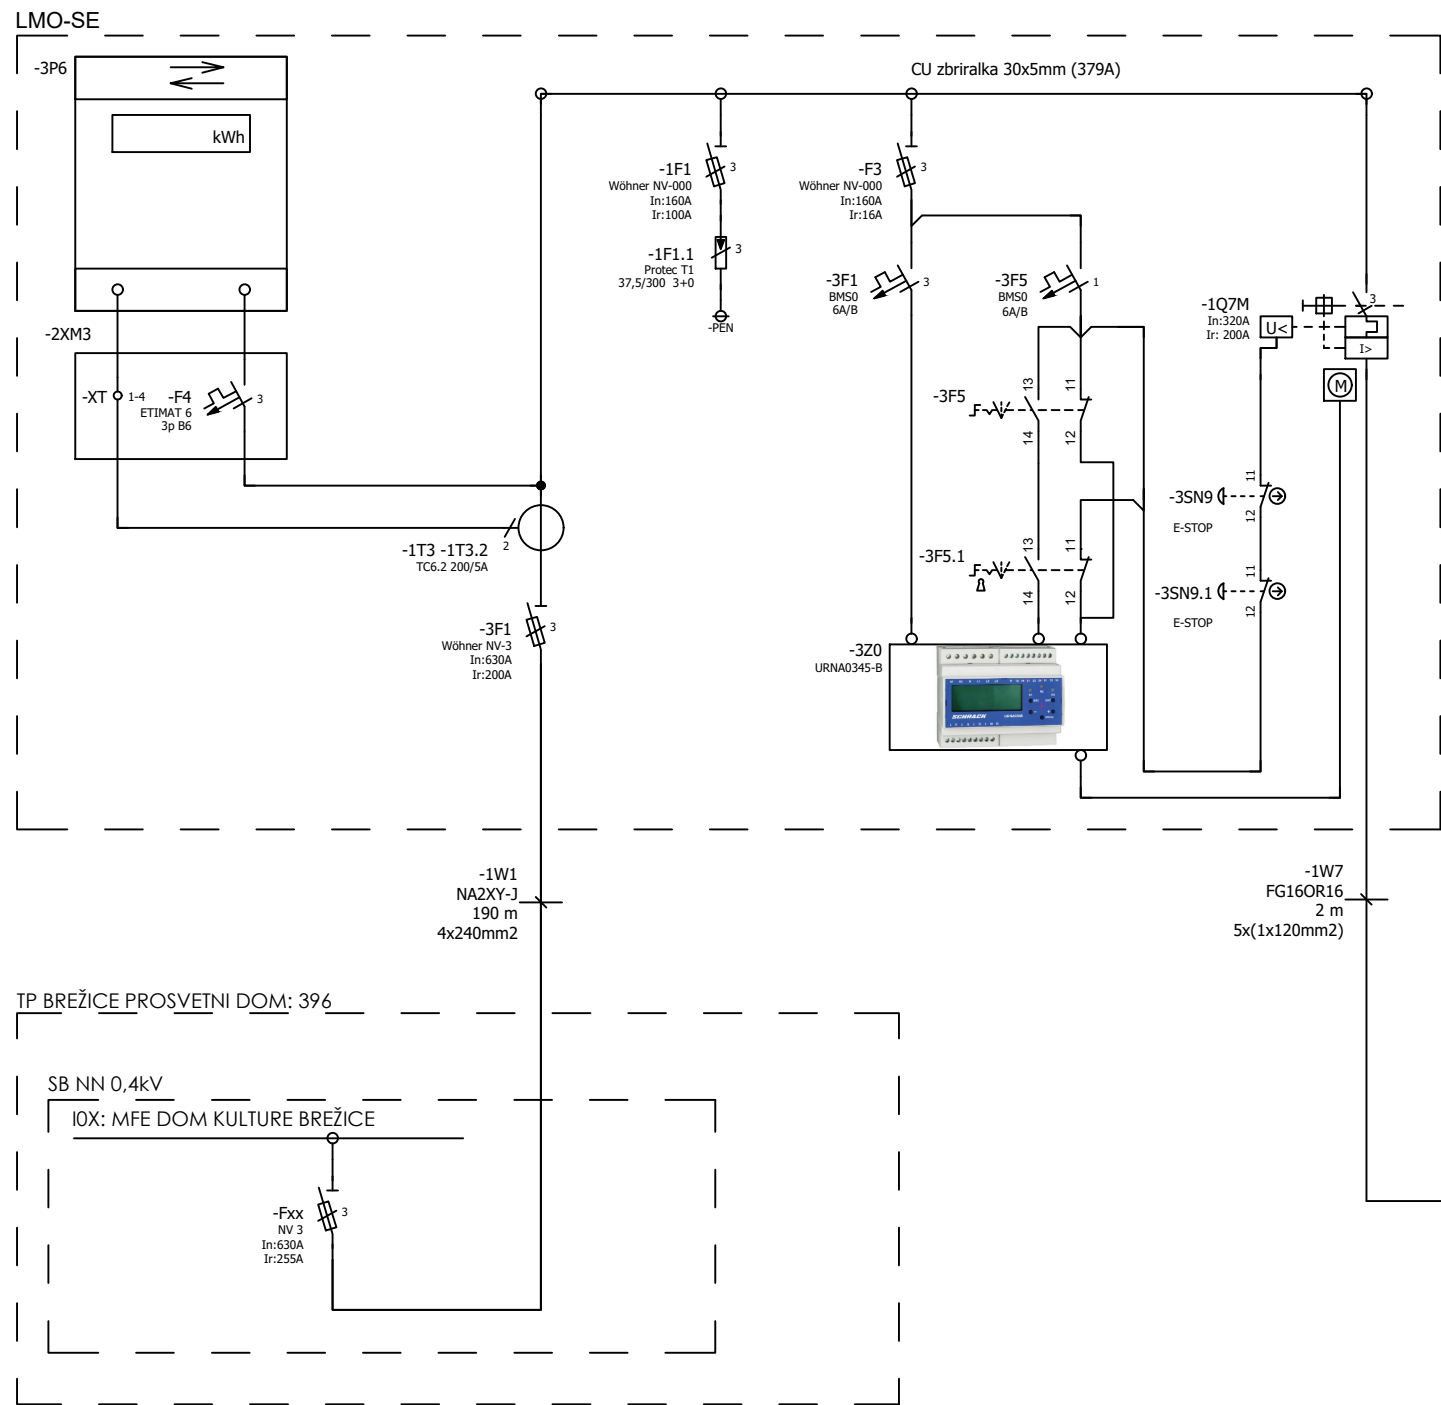 LMO-SE
-3P6
kWh
-2XM3
-XT
1-4
-F4
ETIMAT 6
3p B6
3
CU zbriralka 30x5mm (379A)
-1F1
Wöhner NV-000
In:160A
Ir:100A
3
-1F1.1
Protec T1
37,5/300 3+0
3
-PEN
-F3
Wöhner NV-000
In:160A
Ir:16A
3
-3F1
BMS0
6A/B
3
-3F5
BMS0
6A/B
1
-1Q7M
In:320A
Ir: 200A
3
U<
I>
M
-3F5
13
11
14
12
-3SN9
E-STOP
11
12
-1T3 -1T3.2
TC6.2 200/5A
2
-3F5.1
13
11
14
12
-3SN9.1
E-STOP
11
12
-3F1
Wöhner NV-3
In:630A
Ir:200A
3
-3Z0
URNA0345-B
SCHRACK
-1W1
NA2XY-J
190 m
4x240mm2
-1W7
FG16OR16
2 m
5x(1x120mm2)
TP BREŽICE PROSVETNI DOM: 396
SB NN 0,4kV
I0X: MFE DOM KULTURE BREŽICE
-Fxx
NV 3
In:630A
Ir:255A
3